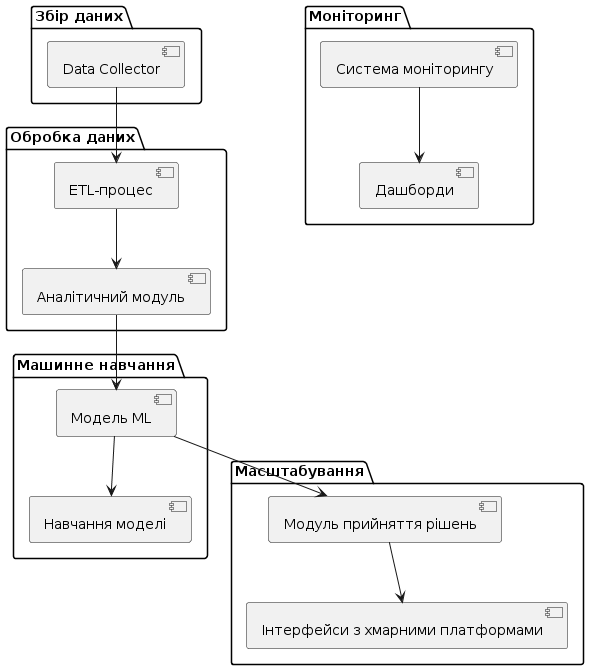 Збір даних
Data Collector
Моніторинг
Система моніторингу
Дашборди
Обробка даних
ETL-процес
Аналітичний модуль
Машинне навчання
Модель ML
Навчання моделі
Масштабування
Модуль прийняття рішень
Інтерфейси з хмарними платформами